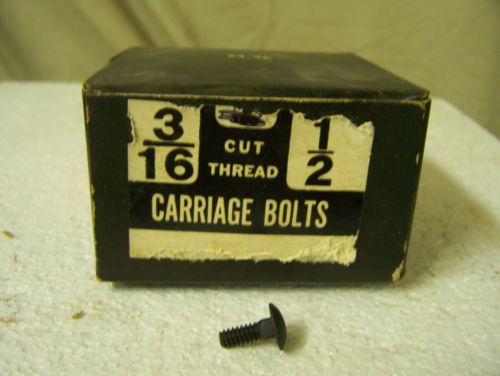 3/16
CUT
THREAD
1/2
CARRIAGE BOLTS